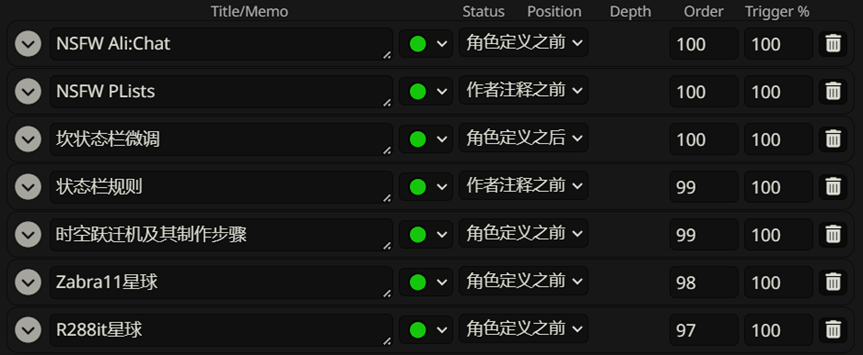 Title/Memo Status Position Depth Order Trigger %
NSFW Ali:Chat 角色定义之前 100 100
NSFW PLists 作者注释之前 100 100
坎状态栏微调 角色定义之后 100 100
状态栏规则 作者注释之前 99 100
时空跃迁机及其制作步骤 角色定义之前 99 100
Zabra11星球 角色定义之前 98 100
R288it星球 角色定义之前 97 100